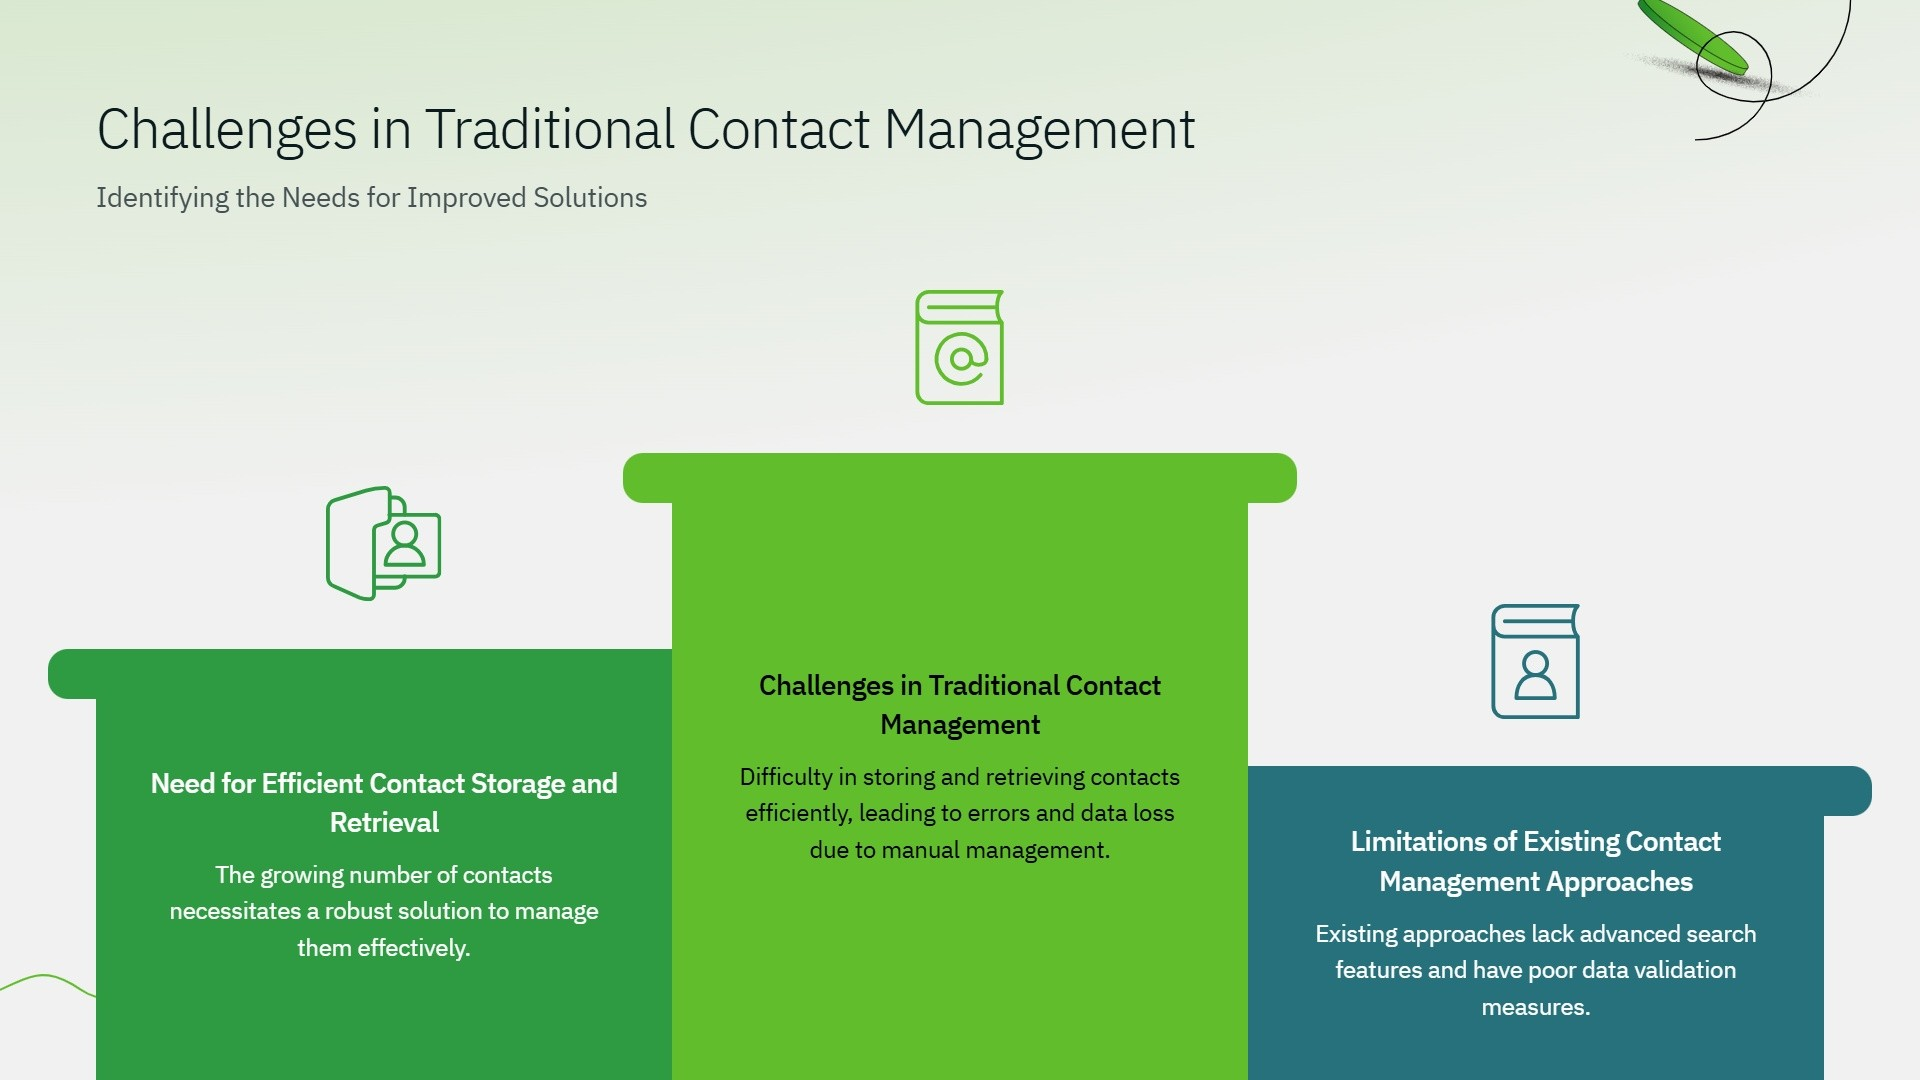 Challenges in Traditional Contact Management
Identifying the Needs for Improved Solutions
Need for Efficient Contact Storage and
Retrieval
The growing number of contacts
necessitates a robust solution to manage
them effectively.
Challenges in Traditional Contact
Management
Difficulty in storing and retrieving contacts
efficiently, leading to errors and data loss
due to manual management.
Limitations of Existing Contact
Management Approaches
Existing approaches lack advanced search
features and have poor data validation
measures.